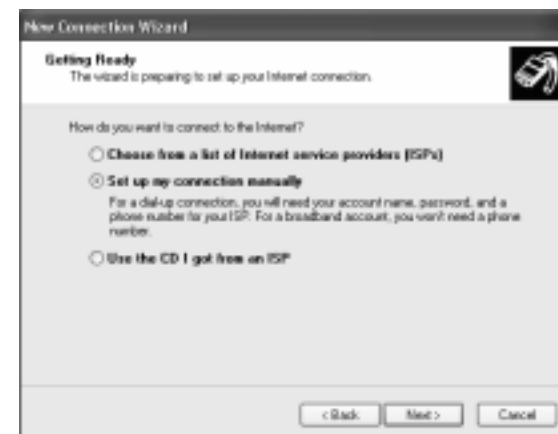 New Connection Wizard
Getting Ready
The wizard is preparing to set up your Internet connection.
How do you want to connect to the Internet?
Choose from a list of Internet service providers (ISPs)
Set up my connection manually
For a dial-up connection, you will need your account name, password, and a
phone number for your ISP. For a broadband account, you won't need a phone
number.
Use the CD I got from an ISP
< Back
Next >
Cancel